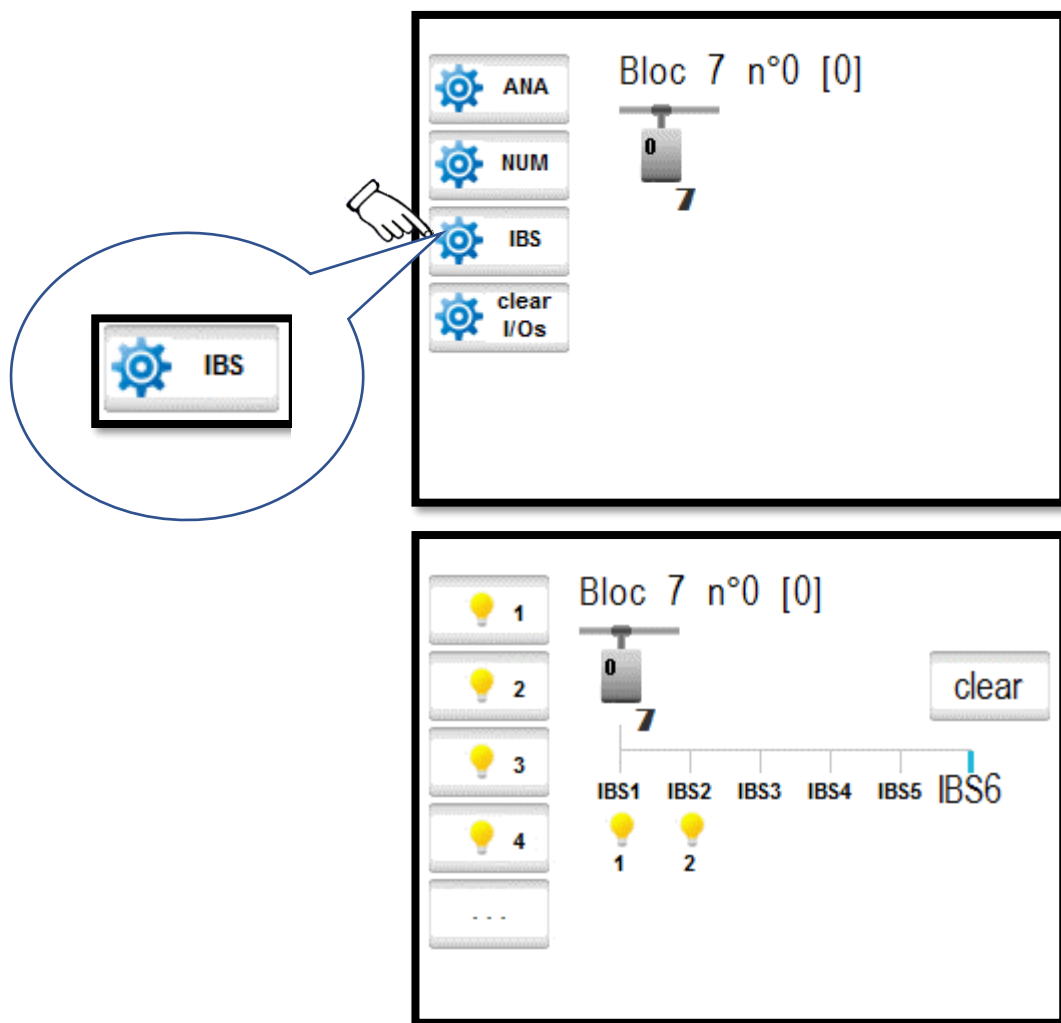 Bloc 7 n°0 [0]
ANA
0
NUM
7
IBS
clear
I/Os
IBS
Bloc 7 n°0 [0]
1
0
clear
2
7
3
IBS1 IBS2 IBS3 IBS4 IBS5 IBS6
4
1 2
...